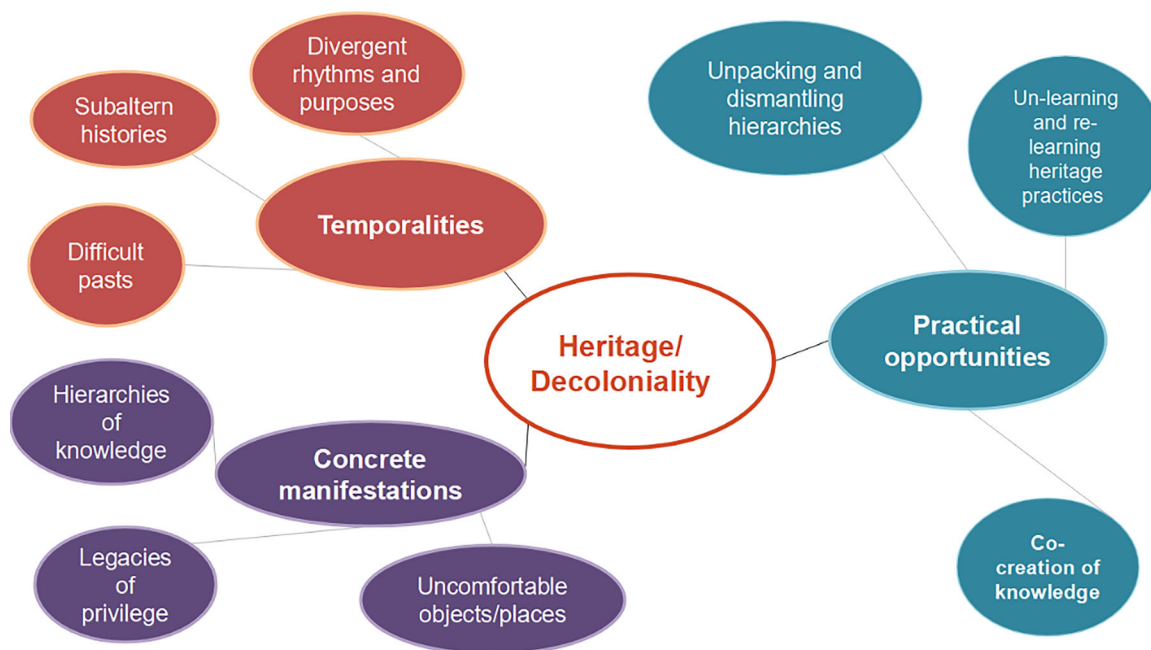 Divergent
rhythms and
purposes
Subaltern
histories
Temporalities
Difficult
pasts
Unpacking and
dismantling
hierarchies
Un-learning
and re-
learning
heritage
practices
Practical
opportunities
Heritage/
Decoloniality
Hierarchies
of
knowledge
Concrete
manifestations
Legacies
of
privilege
Uncomfortable
objects/places
Co-
creation of
knowledge